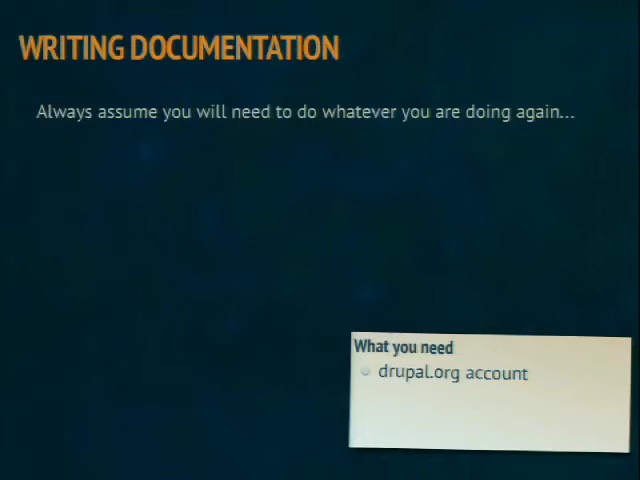 WRITING DOCUMENTATION
Always assume you will need to do whatever you are doing again...
What you need
drupal.org account